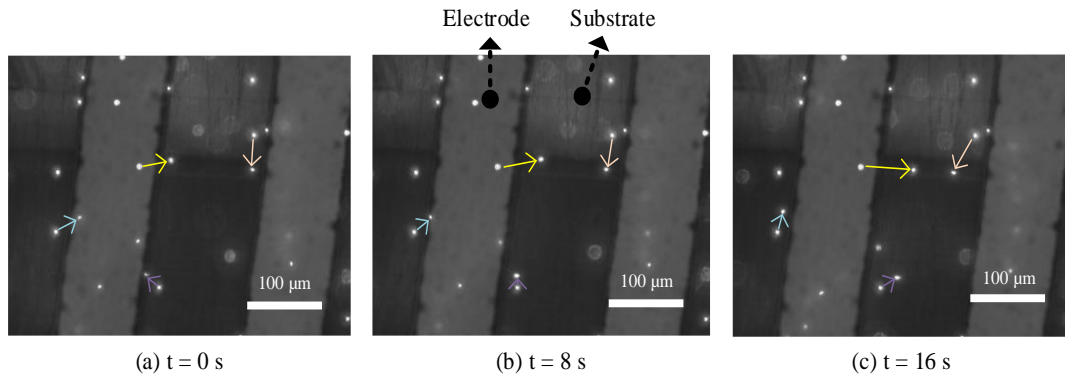 Electrode Substrate
100 μm 100 μm 100 μm
(a) t = 0 s (b) t = 8 s (c) t = 16 s